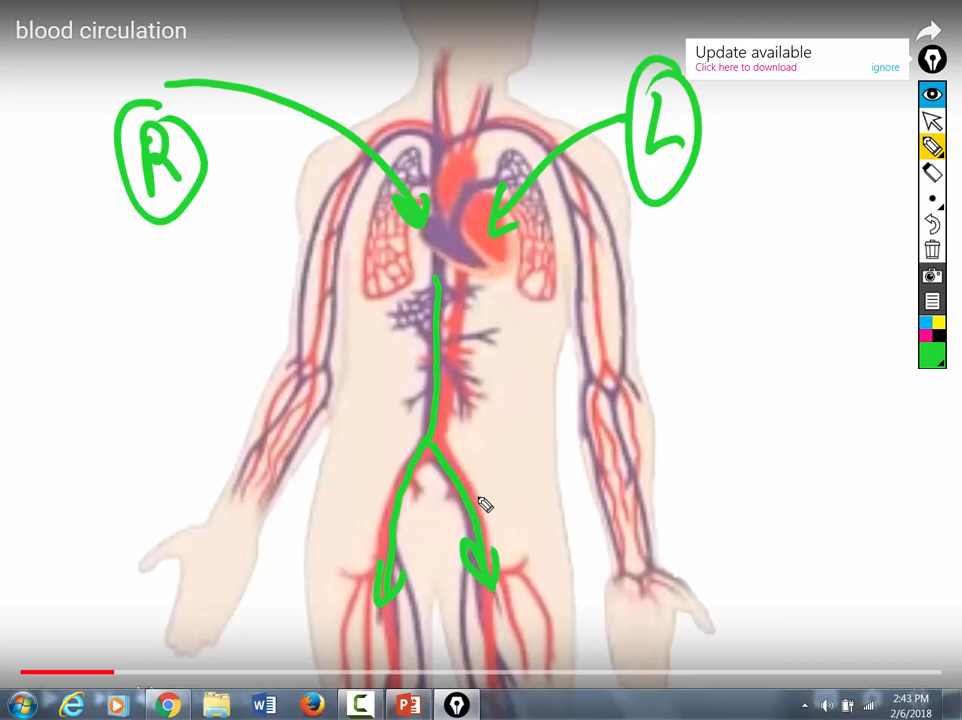 blood circulation
Update available
Click here to download
ignore
R
L
2:43 PM
2/6/2018